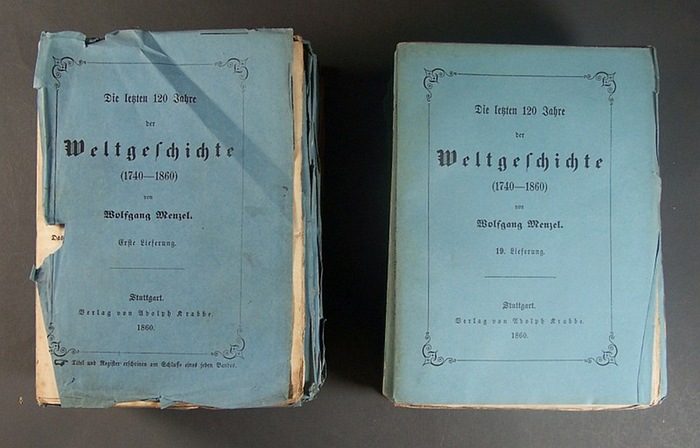 Die letzten 120 Jahre
der
Weltgeschichte
(1740—1860)
von
Wolfgang Menzel.
Erste Lieferung.
Stuttgart.
Verlag von Adolph Krabbe.
1860.
Titel und Register erscheinen am Schlusse eines jeden Bandes.
Die letzten 120 Jahre
der
Weltgeschichte
(1740—1860)
von
Wolfgang Menzel.
19. Lieferung.
Stuttgart.
Verlag von Adolph Krabbe.
1860.